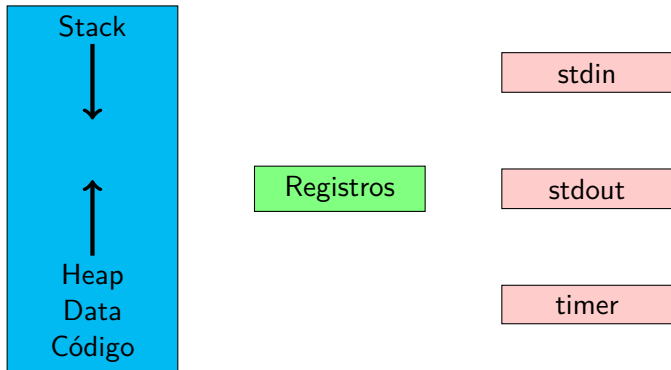 Stack
Heap
Data
Código
Registros
stdin
stdout
timer